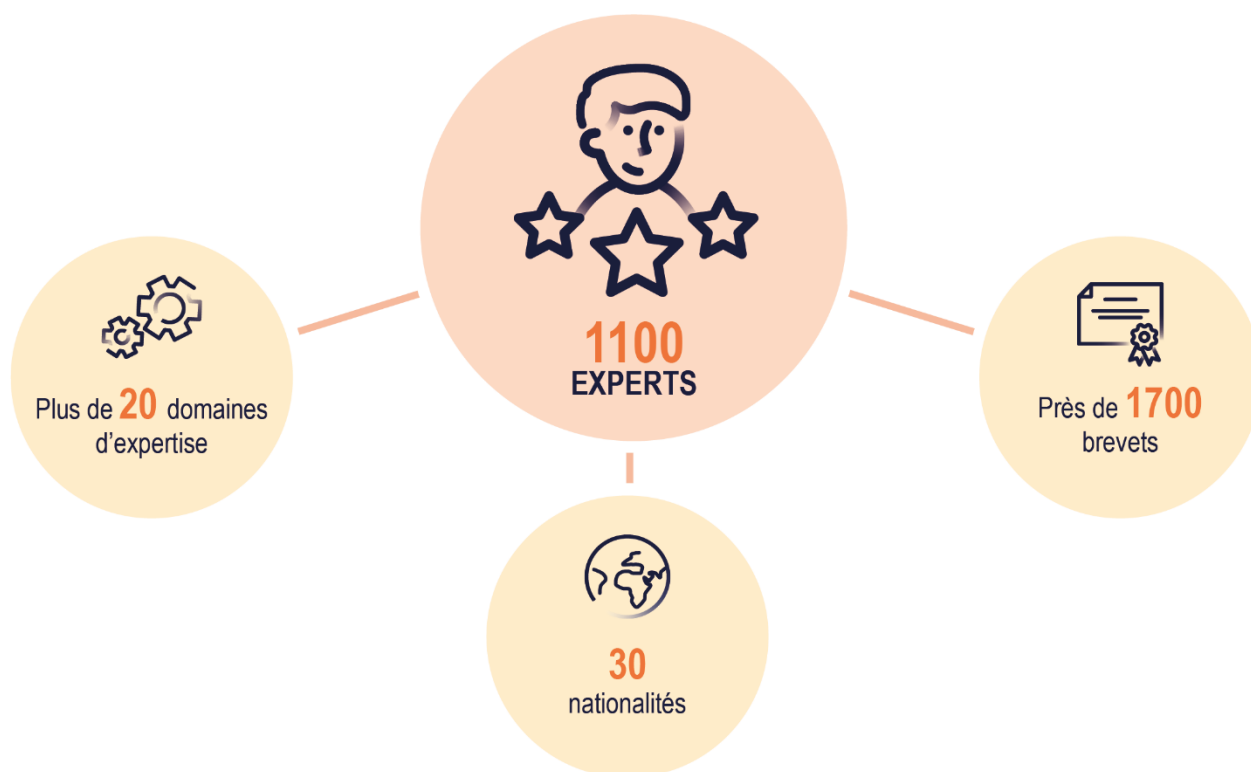 1100
EXPERTS
Plus de 20 domaines
d'expertise
Près de 1700
brevets
30
nationalités